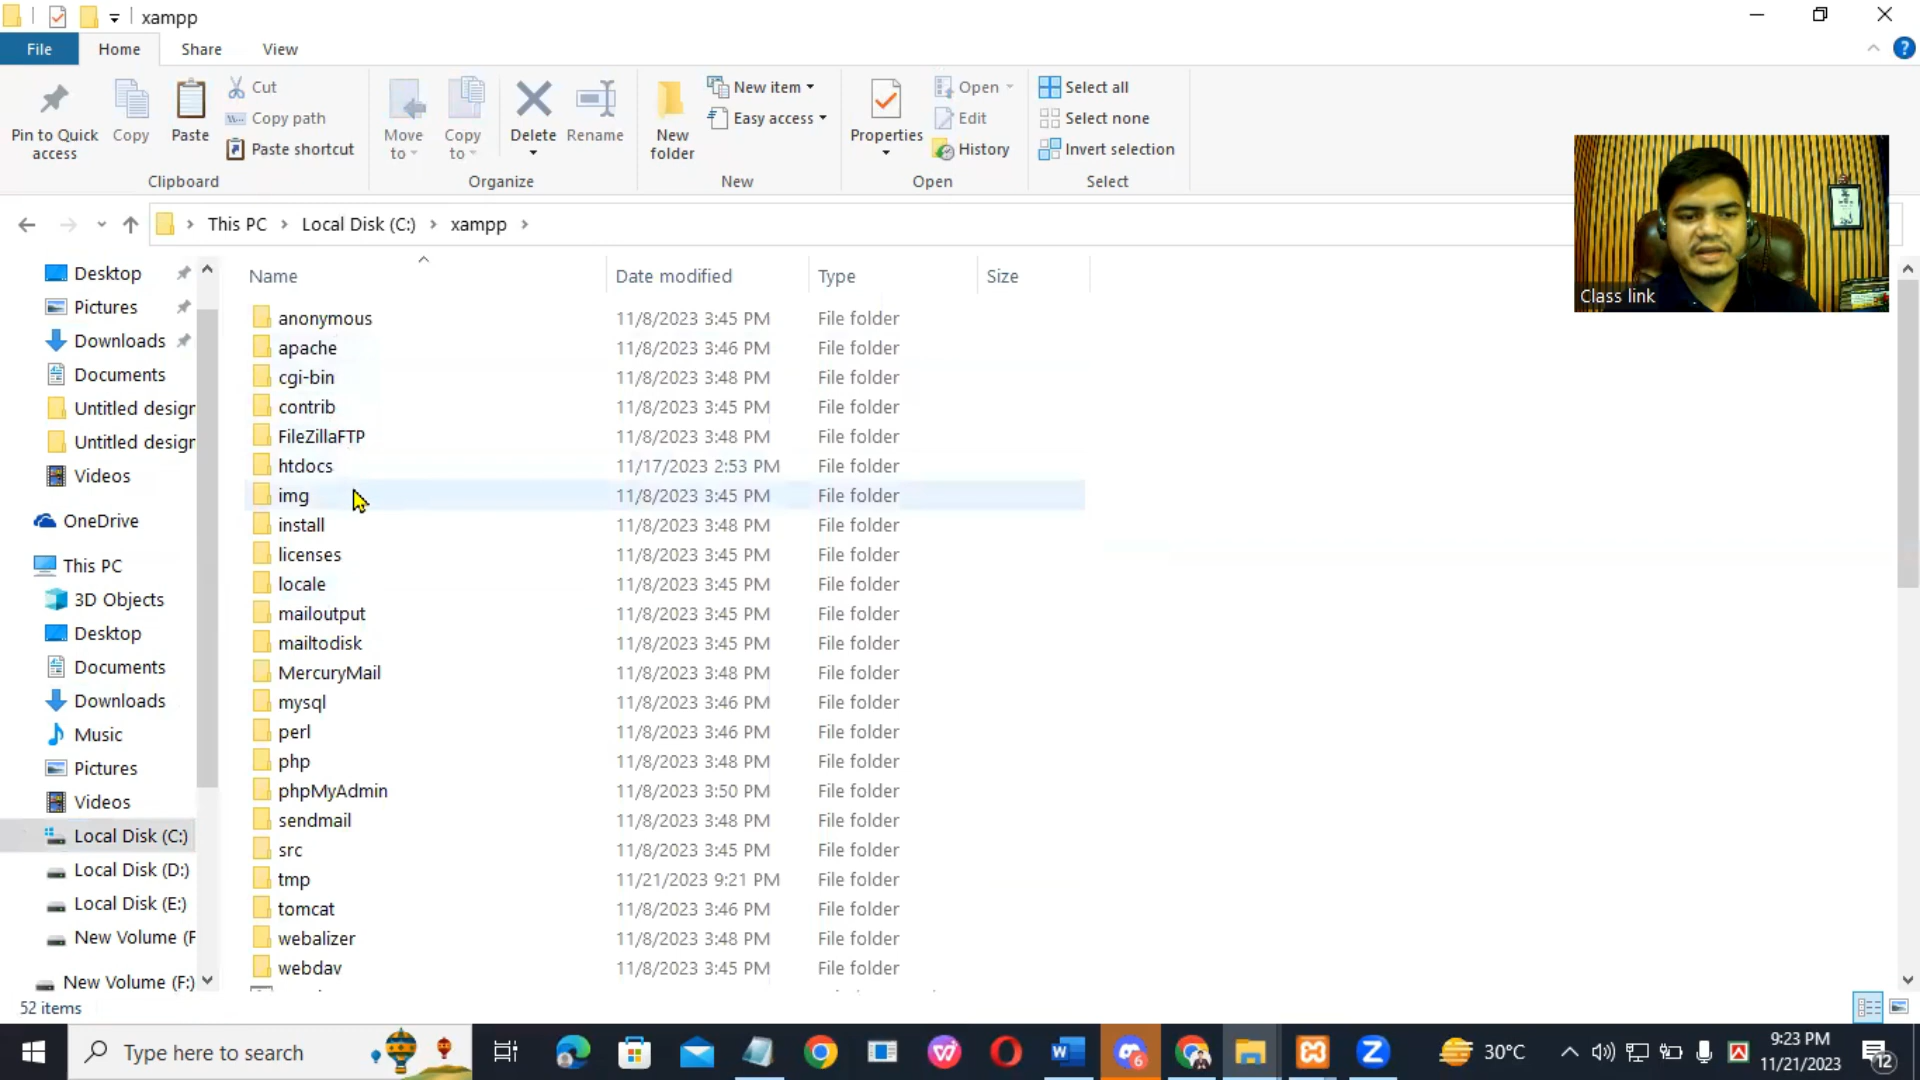 xampp
File Home Share View
Pin to Quick access
Copy
Paste
Cut
Copy path
Paste shortcut
Clipboard
Move to
Copy to
Delete
Rename
Organize
New folder
New item
Easy access
New
Properties
Open
Edit
History
Open
Select all
Select none
Invert selection
Select
This PC > Local Disk (C:) > xampp >
Class link
Desktop
Pictures
Downloads
Documents
Untitled design
Untitled design
Videos
OneDrive
This PC
3D Objects
Desktop
Documents
Downloads
Music
Pictures
Videos
Local Disk (C:)
Local Disk (D:)
Local Disk (E:)
New Volume (F
New Volume (F:)
Name Date modified Type Size
anonymous 11/8/2023 3:45 PM File folder
apache 11/8/2023 3:46 PM File folder
cgi-bin 11/8/2023 3:48 PM File folder
contrib 11/8/2023 3:45 PM File folder
FileZillaFTP 11/8/2023 3:48 PM File folder
htdocs 11/17/2023 2:53 PM File folder
img 11/8/2023 3:45 PM File folder
install 11/8/2023 3:48 PM File folder
licenses 11/8/2023 3:45 PM File folder
locale 11/8/2023 3:45 PM File folder
mailoutput 11/8/2023 3:45 PM File folder
mailtodisk 11/8/2023 3:45 PM File folder
MercuryMail 11/8/2023 3:48 PM File folder
mysql 11/8/2023 3:46 PM File folder
perl 11/8/2023 3:46 PM File folder
php 11/8/2023 3:48 PM File folder
phpMyAdmin 11/8/2023 3:50 PM File folder
sendmail 11/8/2023 3:48 PM File folder
src 11/8/2023 3:45 PM File folder
tmp 11/21/2023 9:21 PM File folder
tomcat 11/8/2023 3:46 PM File folder
webalizer 11/8/2023 3:48 PM File folder
webdav 11/8/2023 3:45 PM File folder
52 items
Type here to search
30°C
9:23 PM
11/21/2023
12
6